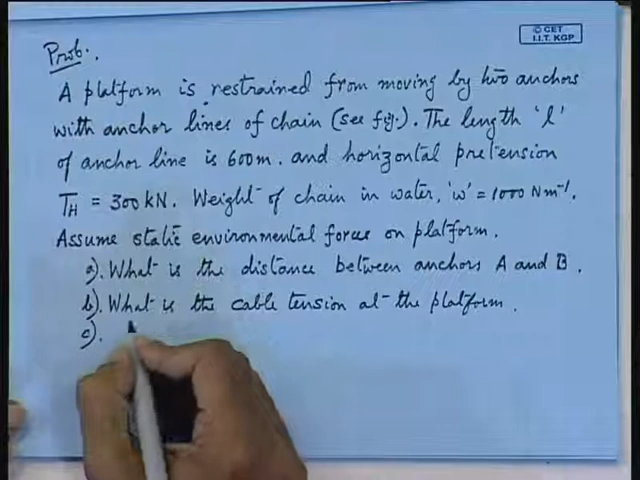 © CET
I.I.T. KGP
Prob.
A platform is restrained from moving by two anchors
with anchor lines of chain (see fig.). The length 'l'
of anchor line is 600m. and horizontal pretension
T_H = 300 kN. Weight of chain in water, 'w' = 1000 Nm⁻¹.
Assume static environmental forces on platform.
a). What is the distance between anchors A and B.
b). What is the cable tension at the platform.
c).